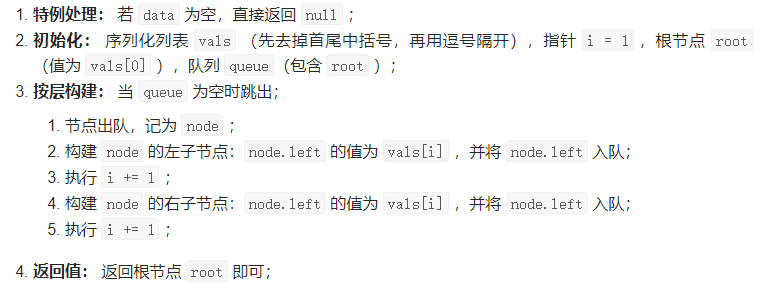 1. 特例处理： 若 data 为空，直接返回 null ；
2. 初始化： 序列化列表 vals （先去掉首尾中括号，再用逗号隔开），指针 i = 1 ，根节点 root
（值为 vals[0] ），队列 queue（包含 root ）；
3. 按层构建： 当 queue 为空时跳出；
1. 节点出队，记为 node ；
2. 构建 node 的左子节点：node.left 的值为 vals[i] ，并将 node.left 入队；
3. 执行 i += 1 ；
4. 构建 node 的右子节点：node.left 的值为 vals[i] ，并将 node.left 入队；
5. 执行 i += 1 ；
4. 返回值： 返回根节点 root 即可；